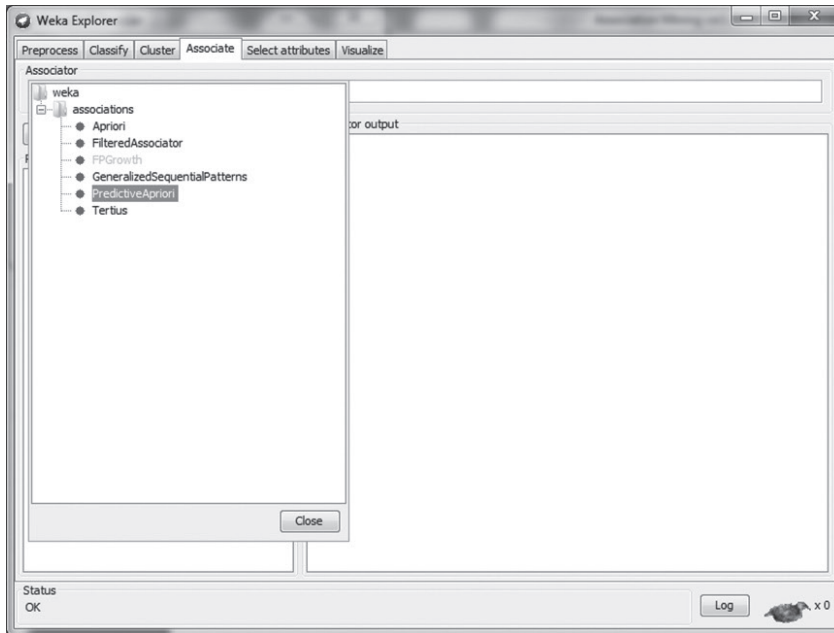 Weka Explorer
Preprocess Classify Cluster Associate Select attributes Visualize
Associator
weka
associations
Apriori
FilteredAssociator
FPGrowth
GeneralizedSequentialPatterns
PredictiveApriori
Tertius
tor output
Close
Status
OK
Log
x 0